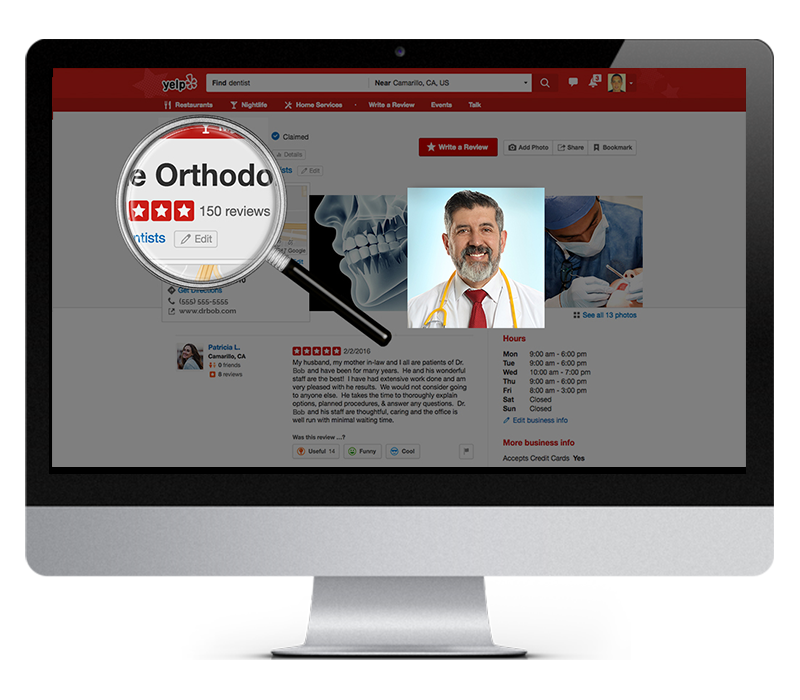 yelp
Find dentist
Near Camarillo, CA, US
3
Restaurants
Nightlife
Home Services
Write a Review
Events
Talk
Claimed
Details
Edit
e Orthodo
150 reviews
ntists
Edit
Write a Review
Add Photo
Share
Bookmark
Google
Get Directions
(555) 555-5555
www.drbob.com
See all 13 photos
Patricia L.
Camarillo, CA
0 friends
8 reviews
2/2/2016
My husband, my mother in-law and I all are patients of Dr.
Bob and have been for many years. He and his wonderful
staff are the best! I have had extensive work done and am
very pleased with he results. We would not consider going
to anyone else. He takes the time to thoroughly explain
options, planned procedures, & answer any questions. Dr.
Bob and his staff are thoughtful, caring and the office is
well run with minimal waiting time.
Was this review ...?
Useful 14
Funny
Cool
Hours
Mon 9:00 am - 6:00 pm
Tue 9:00 am - 6:00 pm
Wed 10:00 am - 7:00 pm
Thu 9:00 am - 6:00 pm
Fri 8:00 am - 3:00 pm
Sat Closed
Sun Closed
Edit business info
More business info
Accepts Credit Cards Yes